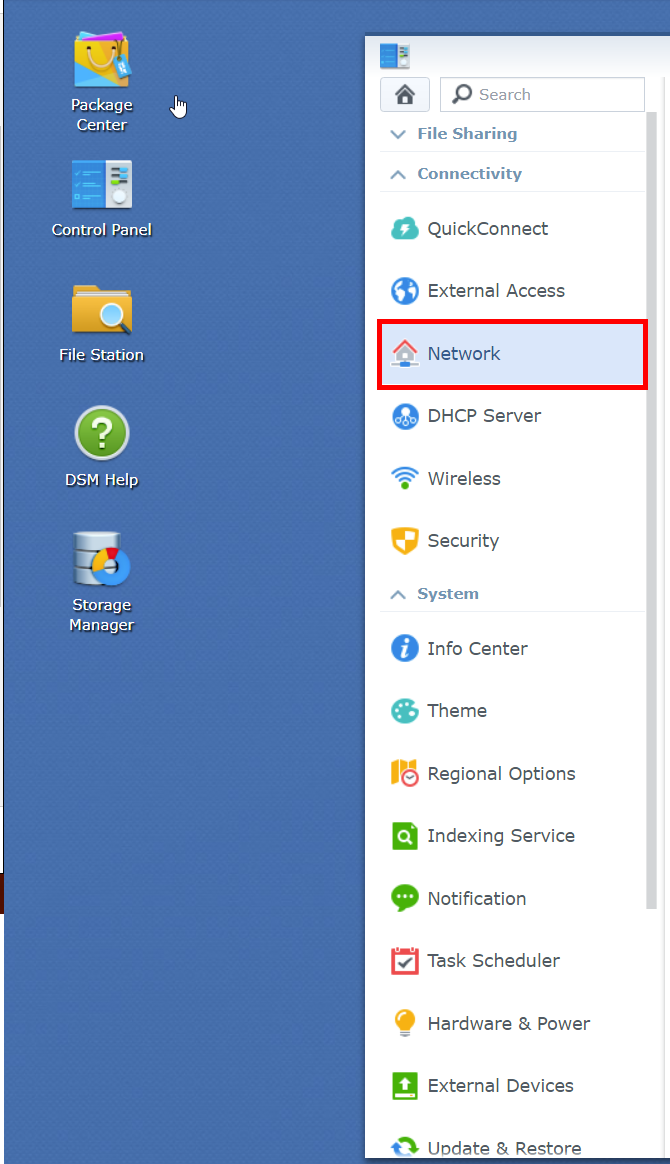 Package
Center
Control Panel
File Station
DSM Help
Storage
Manager
Search
File Sharing
Connectivity
QuickConnect
External Access
Network
DHCP Server
Wireless
Security
System
Info Center
Theme
Regional Options
Indexing Service
Notification
Task Scheduler
Hardware & Power
External Devices
Update & Restore